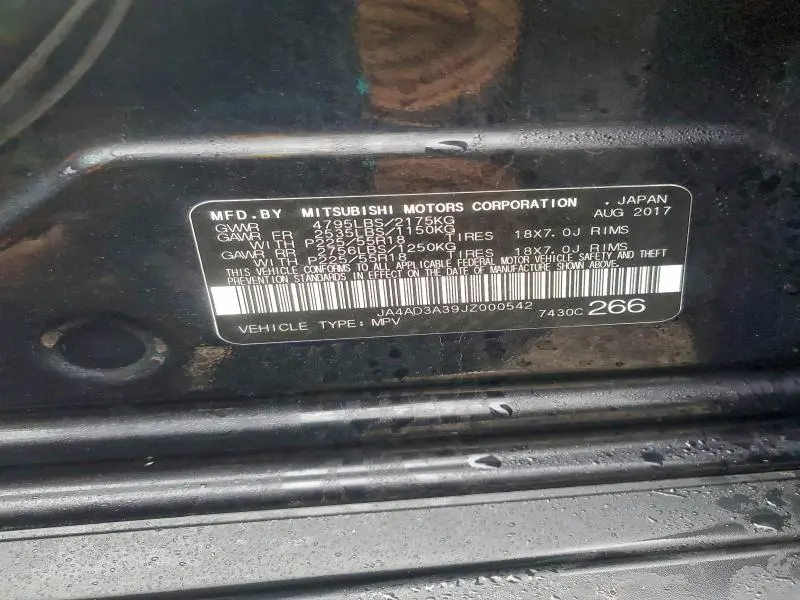 MFD.BY MITSUBISHI MOTORS CORPORATION , JAPAN
GVWR 4795LBS/2175KG AUG 2017
GAWR FR 2535LBS/1150KG
WITH P225/55R18 TIRES 18X7.0J RIMS
GAWR RR 2756LBS/1250KG
WITH P225/55R18 TIRES 18X7.0J RIMS
THIS VEHICLE CONFORMS TO ALL APPLICABLE FEDERAL MOTOR VEHICLE SAFETY AND THEFT
PREVENTION STANDARDS IN EFFECT ON THE DATE OF MANUFACTURE SHOWN ABOVE.
JA4AD3A39JZ000542
VEHICLE TYPE: MPV 7430C 266